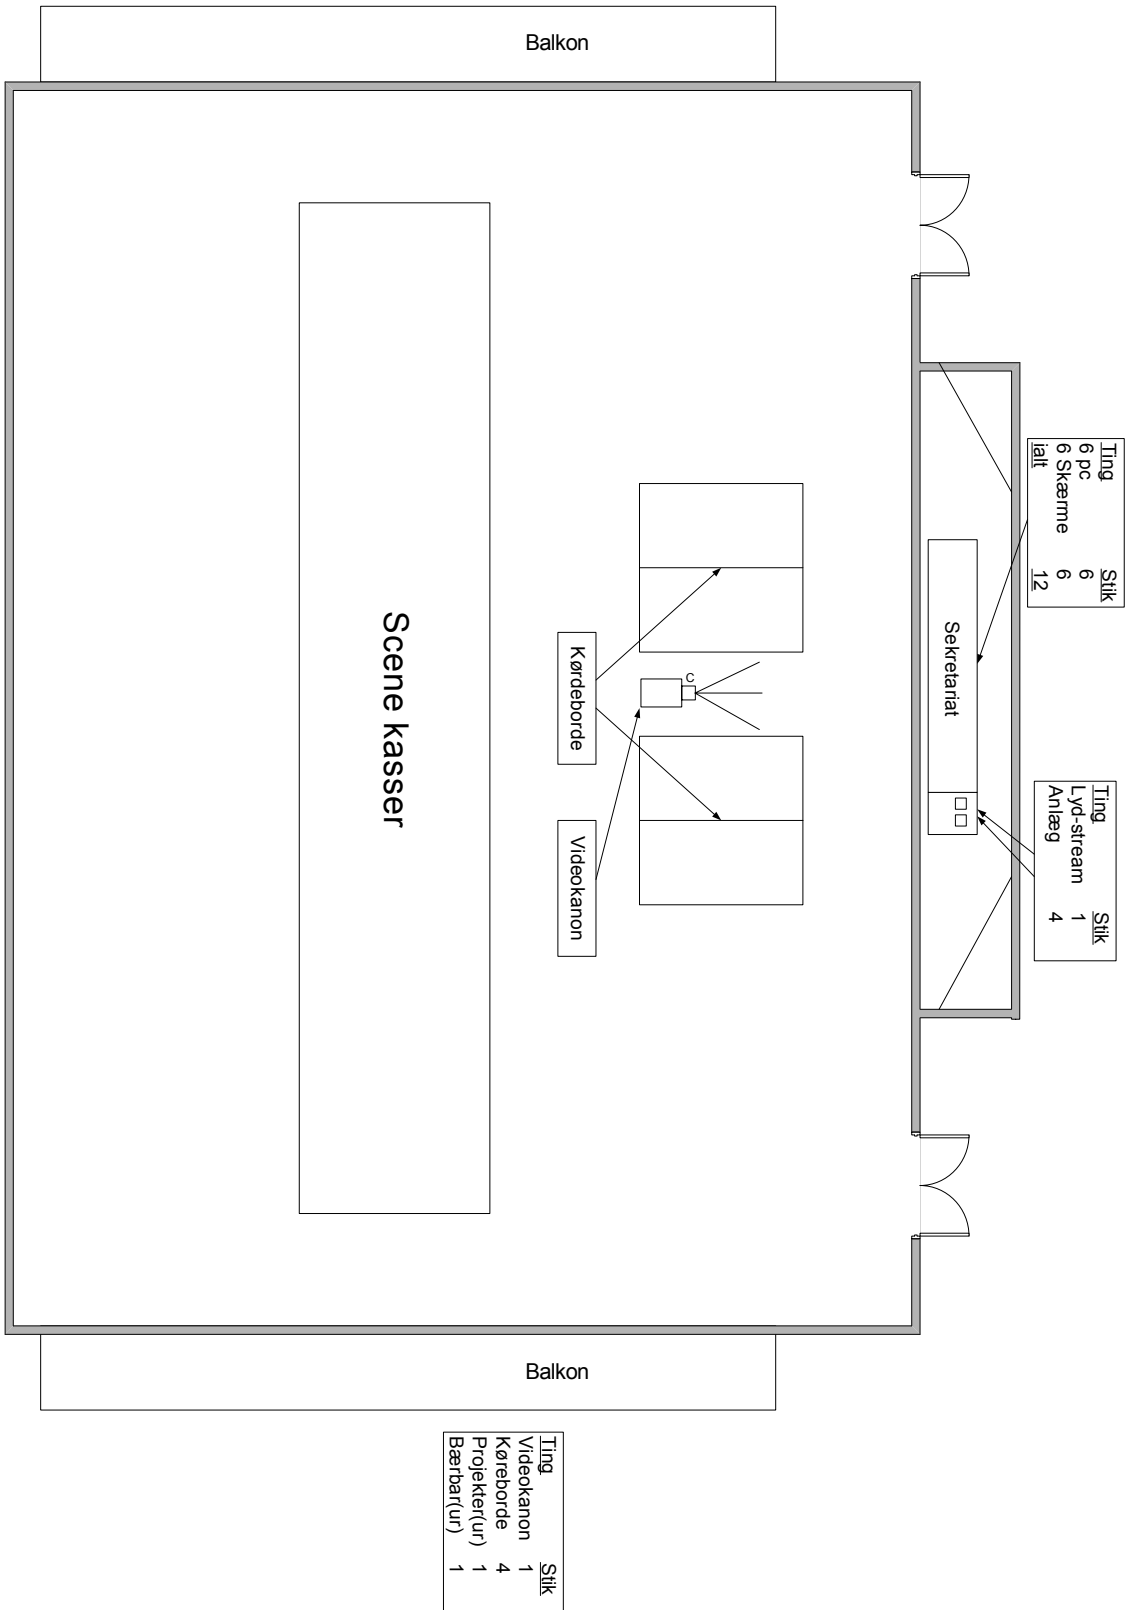 Balkon
Ting Stik
6 pc 6
6 Skærme 6
ialt 12
Sekretariat
Ting Stik
Lyd-stream 1
Anlæg 4
Kørdeborde
C
Videokanon
Scene kasser
Balkon
Ting Stik
Videokanon 1
Køreborde 4
Projekter(ur) 1
Bærbar(ur) 1